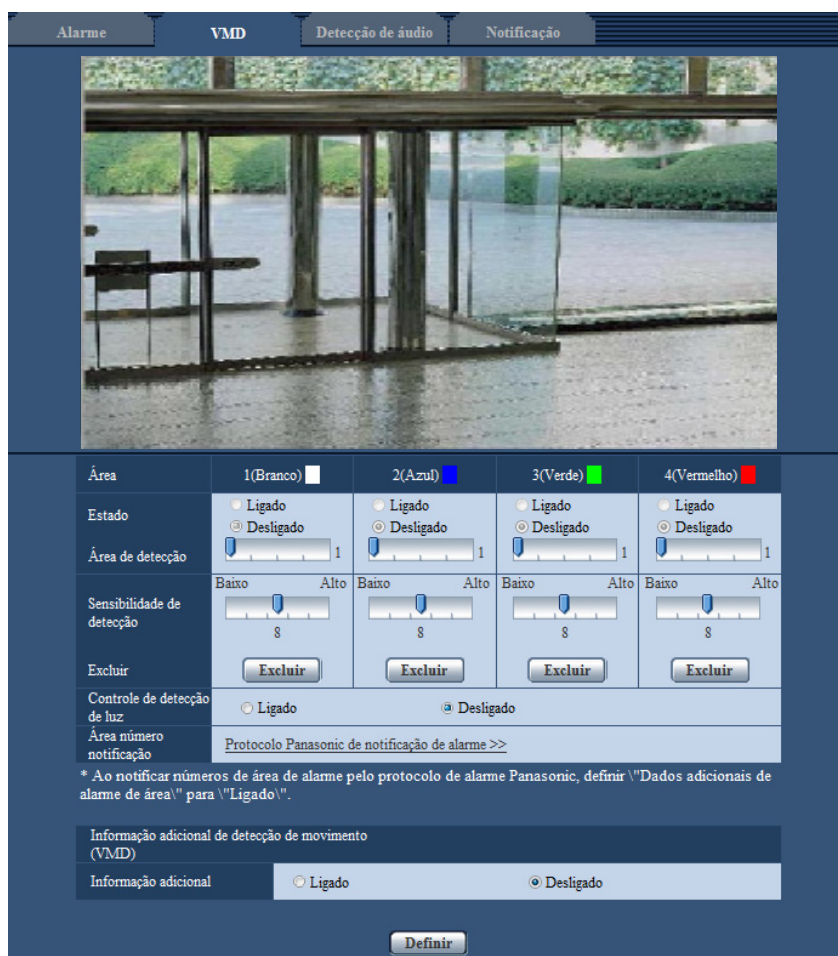 Alarme VMD Detecção de áudio Notificação
Área 1(Branco) 2(Azul) 3(Verde) 4(Vermelho)
Estado
Ligado Ligado Ligado Ligado
Desligado Desligado Desligado Desligado
Área de detecção 1 1 1 1
Baixo Alto Baixo Alto Baixo Alto Baixo Alto
Sensibilidade de
detecção
8 8 8 8
Excluir Excluir Excluir Excluir Excluir
Controle de detecção
de luz
Ligado Desligado
Área número
notificação
Protocolo Panasonic de notificação de alarme >>
* Ao notificar números de área de alarme pelo protocolo de alarme Panasonic, definir \"Dados adicionais de
alarme de área\" para \"Ligado\".
Informação adicional de detecção de movimento
(VMD)
Informação adicional Ligado Desligado
Definir